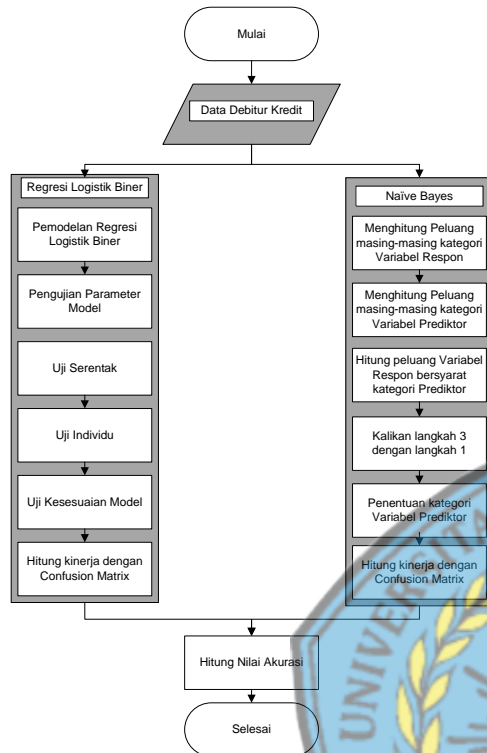 Mulai
Data Debitur Kredit
Regresi Logistik Biner
Pemodelan Regresi
Logistik Biner
Pengujian Parameter
Model
Uji Serentak
Uji Individu
Uji Kesesuaian Model
Hitung kinerja dengan
Confusion Matrix
Naïve Bayes
Menghitung Peluang
masing-masing kategori
Variabel Respon
Menghitung Peluang
masing-masing kategori
Variabel Prediktor
Hitung peluang Variabel
Respon bersyarat
kategori Prediktor
Kalikan langkah 3
dengan langkah 1
Penentuan kategori
Variabel Prediktor
Hitung kinerja dengan
Confusion Matrix
Hitung Nilai Akurasi
Selesai
UNIVERSITA